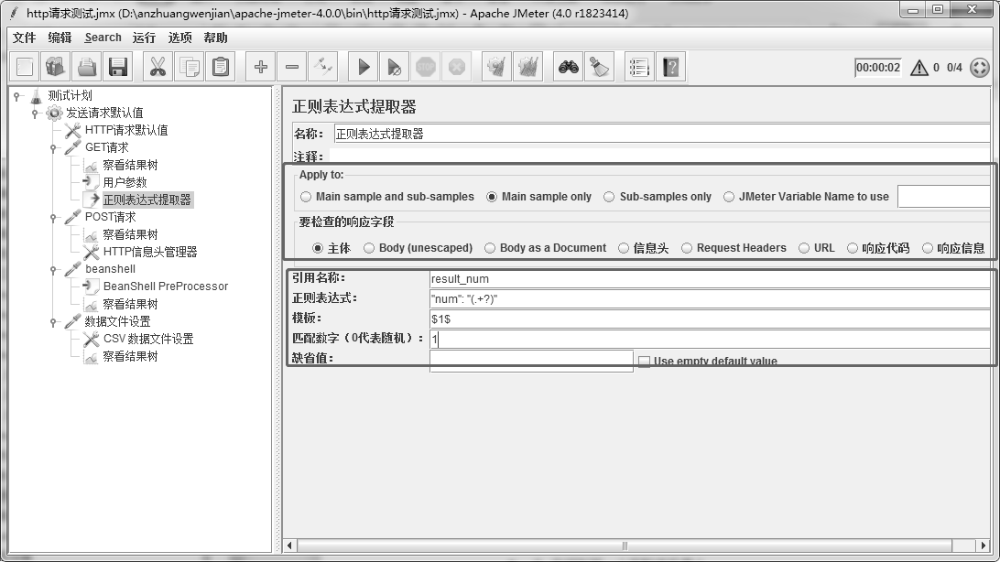 http请求测试.jmx (D:\anzhuangwenjian\apache-jmeter-4.0.0\bin\http请求测试.jmx) - Apache JMeter (4.0 r1823414)
文件 编辑 Search 运行 选项 帮助
STOP 00:00:02 0 0/4
测试计划
发送请求默认值
HTTP请求默认值
GET请求
察看结果树
用户参数
正则表达式提取器
POST请求
察看结果树
HTTP信息头管理器
beanshell
BeanShell PreProcessor
察看结果树
数据文件设置
CSV 数据文件设置
察看结果树
正则表达式提取器
名称： 正则表达式提取器
注释：
Apply to:
Main sample and sub-samples Main sample only Sub-samples only JMeter Variable Name to use
要检查的响应字段
主体 Body (unescaped) Body as a Document 信息头 Request Headers URL 响应代码 响应信息
引用名称： result_num
正则表达式： "num": "(.+?)"
模板： $1$
匹配数字（0代表随机）： 1
缺省值： Use empty default value